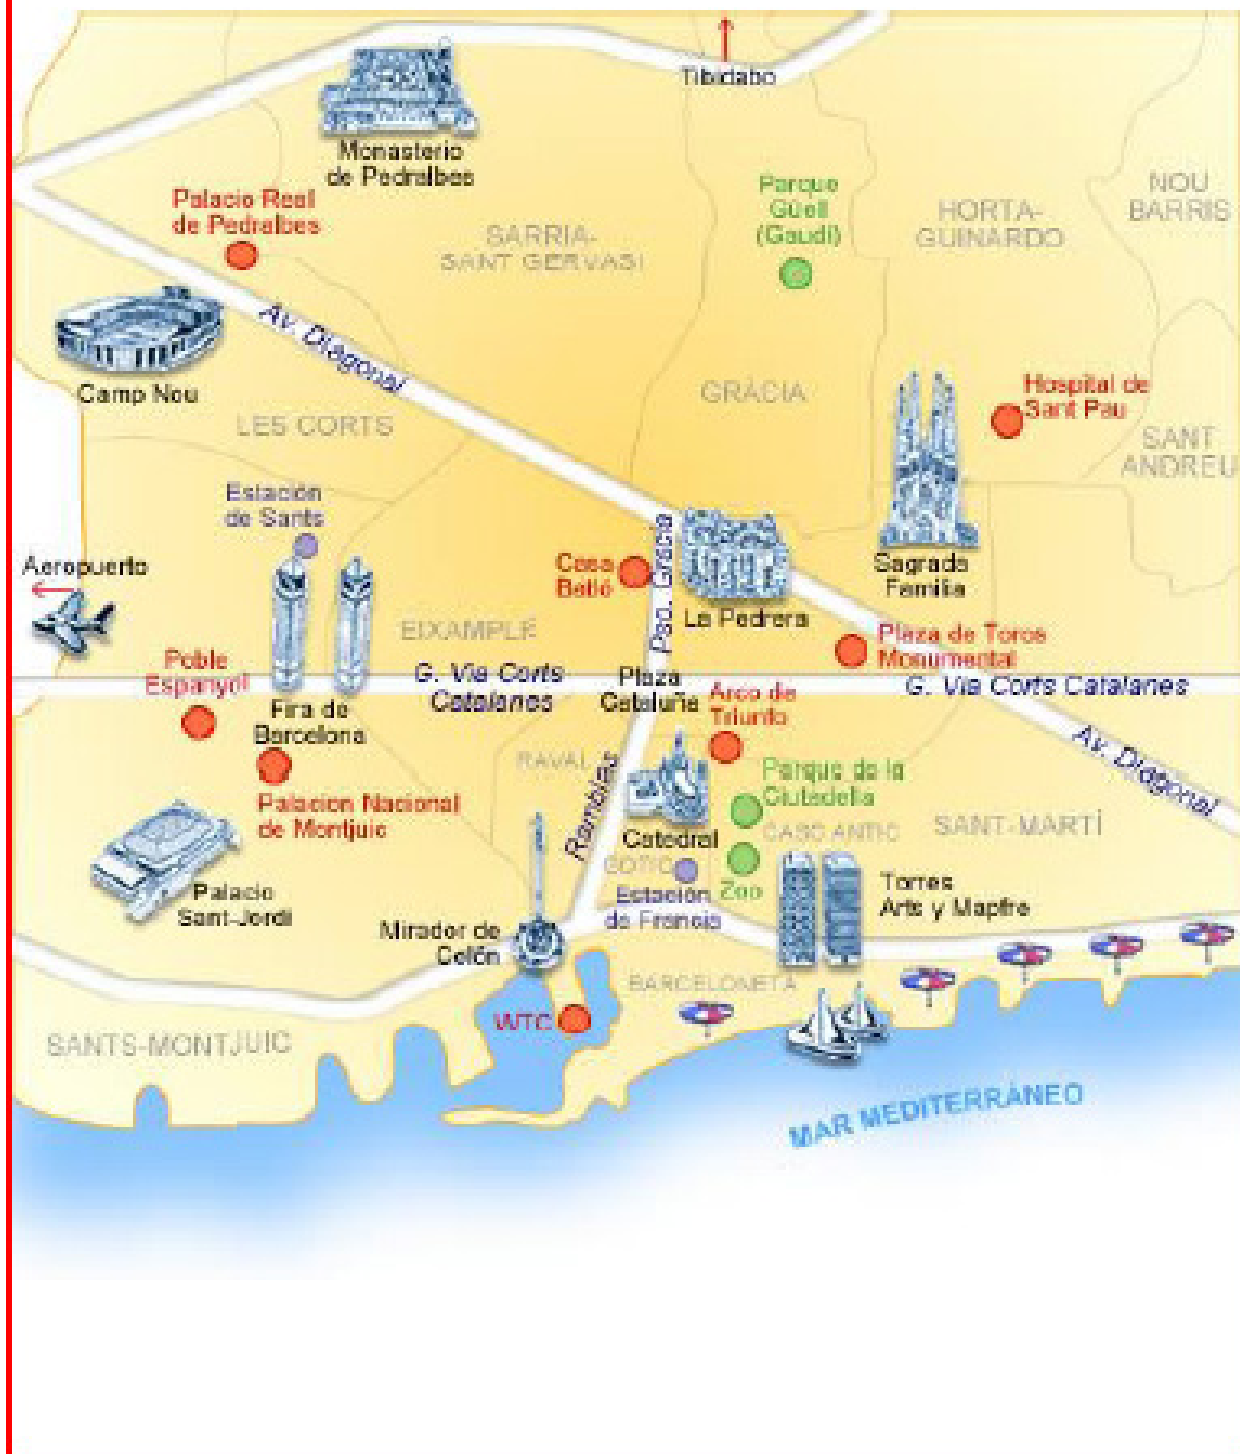 Tibidabo
Monasterio
de Pedralbes
Palacio Real
de Pedralbes
Parque
Güell
(Gaudí)
NOU
BARRIS
HORTA-
GUINARDO
SARRIA-
SANT GERVASI
Av. Diagonal
Camp Nou
GRÀCIA
Hospital de
Sant Pau
LES CORTS
SANT
ANDREU
Estación
de Sants
Pso. Gracia
Aeropuerto
Casa
Batló
Sagrada
Familia
La Pedrera
EIXAMPLE
Plaza de Toros
Monumental
Poble
Espanyol
G. Via Corts
Catalanes
Plaza
Cataluña
G. Via Corts Catalanes
Arco de
Triunfo
Fira de
Barcelona
Av. Diagonal
RAVAL
Ramblas
Parque de la
Ciutadella
Palacion Nacional
de Montjuic
Catedral
CASC ANTIC
SANT-MARTÍ
GOTIC
Zoo
Estación
de Francia
Torres
Arts y Mapfre
Palacio
Sant-Jordi
Mirador de
Colón
BARCELONETA
WTC
SANTS-MONTJUIC
MAR MEDITERRÁNEO